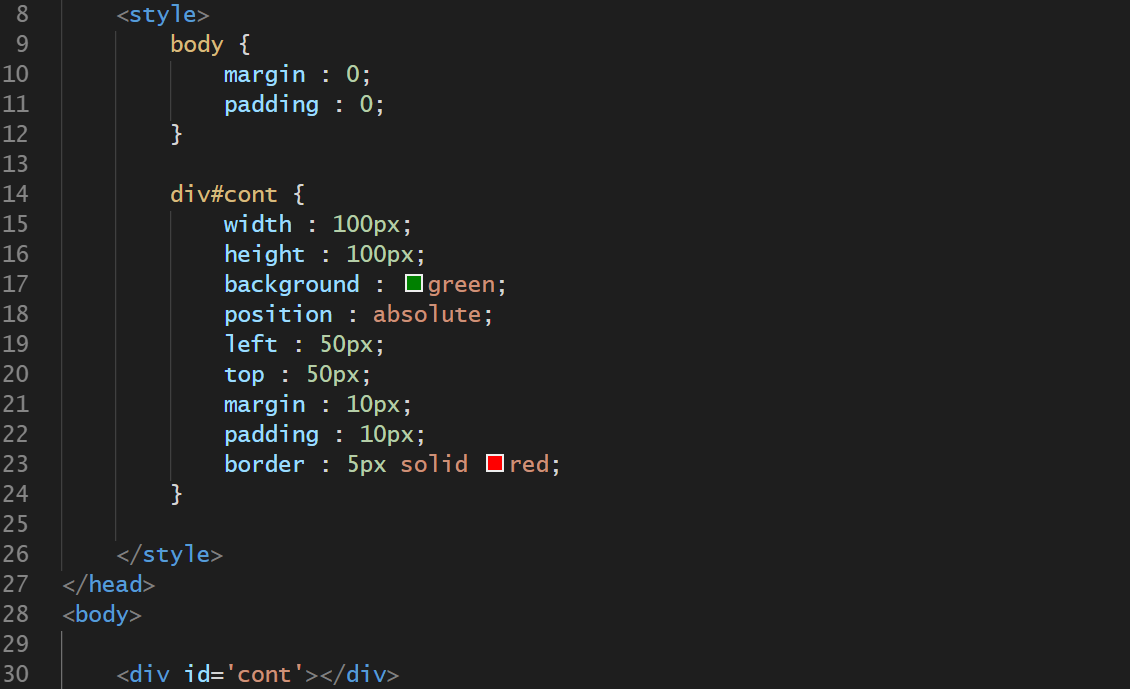 8 <style>
9 body {
10 margin : 0;
11 padding : 0;
12 }
13
14 div#cont {
15 width : 100px;
16 height : 100px;
17 background : green;
18 position : absolute;
19 left : 50px;
20 top : 50px;
21 margin : 10px;
22 padding : 10px;
23 border : 5px solid red;
24 }
25
26 </style>
27 </head>
28 <body>
29
30 <div id='cont'></div>